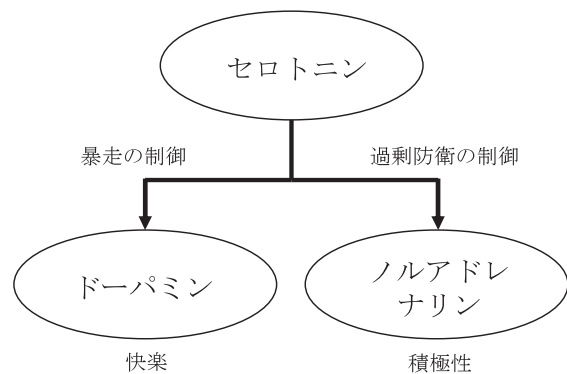 セロトニン
暴走の制御
過剰防衛の制御
ドーパミン
ノルアドレ
ナリン
快楽
積極性